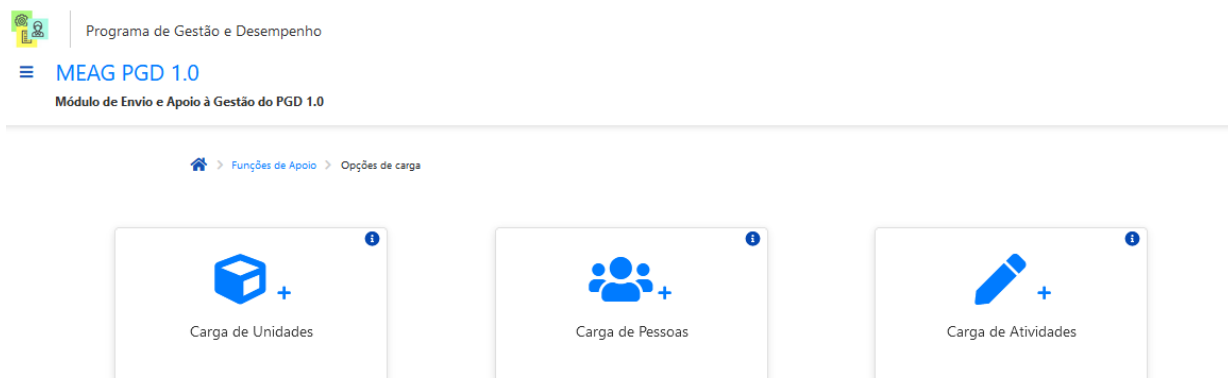 Programa de Gestão e Desempenho
MEAG PGD 1.0
Módulo de Envio e Apoio à Gestão do PGD 1.0
Funções de Apoio > Opções de carga
Carga de Unidades
Carga de Pessoas
Carga de Atividades